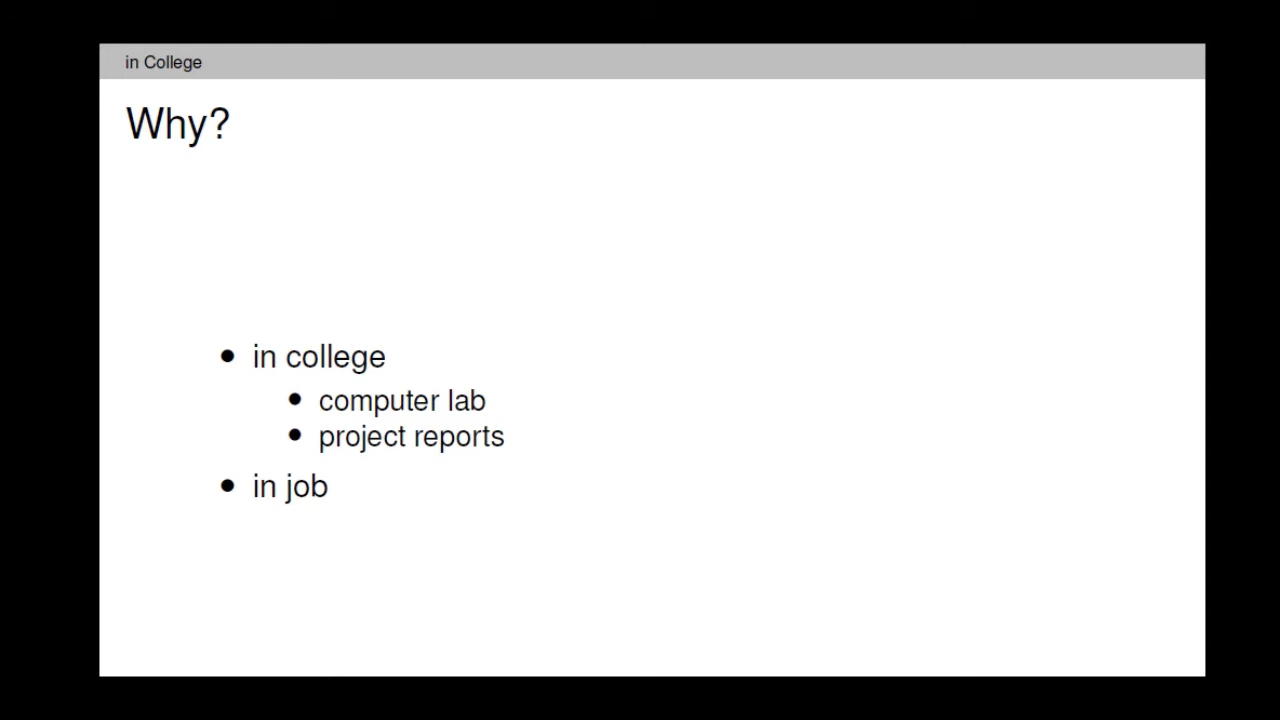 in College
Why?
• in college
• computer lab
• project reports
• in job